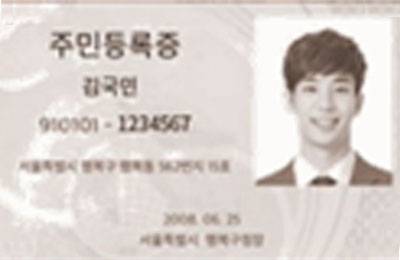 주민등록증
김국민
910101 - 1234567
서울특별시 행복구 행복동 562번지 15호
2008. 06. 25
서울특별시 행복구청장